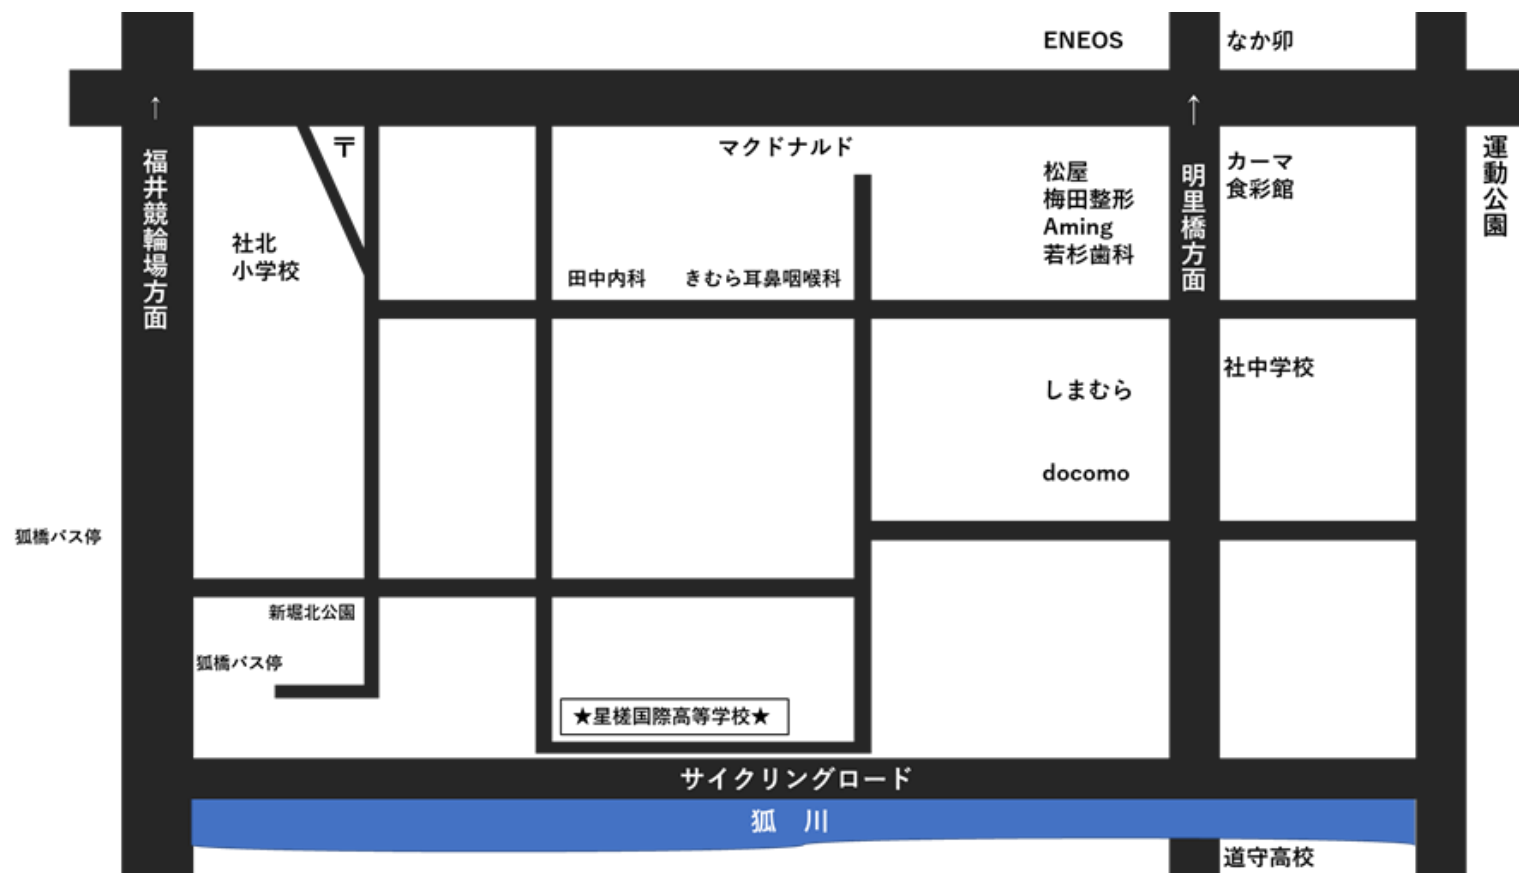 ENEOS
なか卯
↑
福井競輪場方面
〒
マクドナルド
松屋
梅田整形
Aming
若杉歯科
↑
明里橋方面
カーマ
食彩館
運動公園
社北
小学校
田中内科
きむら耳鼻咽喉科
しまむら
社中学校
docomo
狐橋バス停
新堀北公園
狐橋バス停
★星槎国際高等学校★
サイクリングロード
狐 川
道守高校